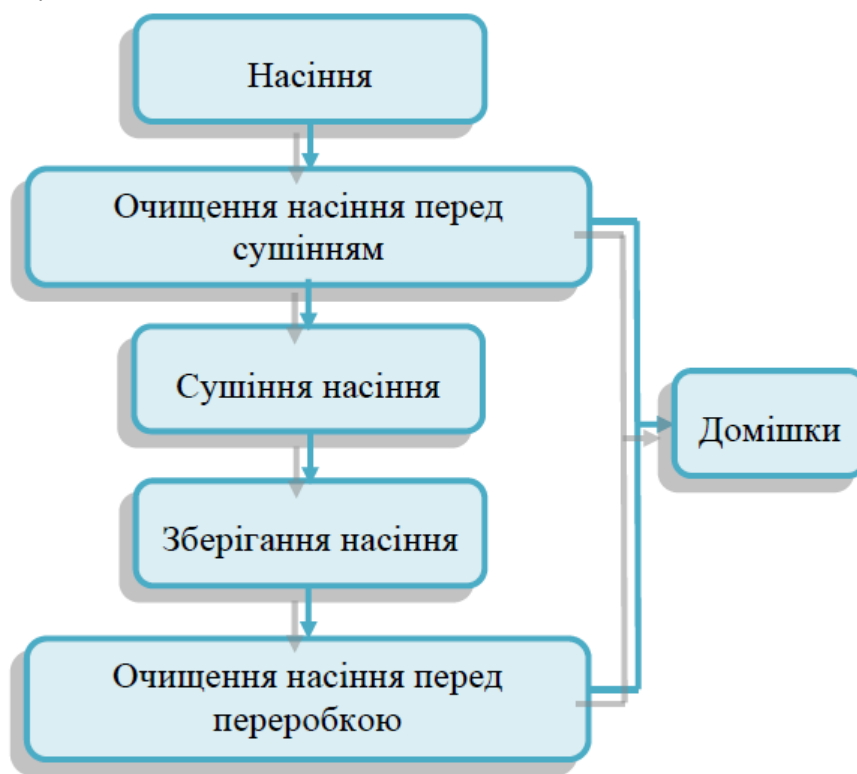 Насіння
Очищення насіння перед
сушінням
Сушіння насіння
Домішки
Зберігання насіння
Очищення насіння перед
переробкою